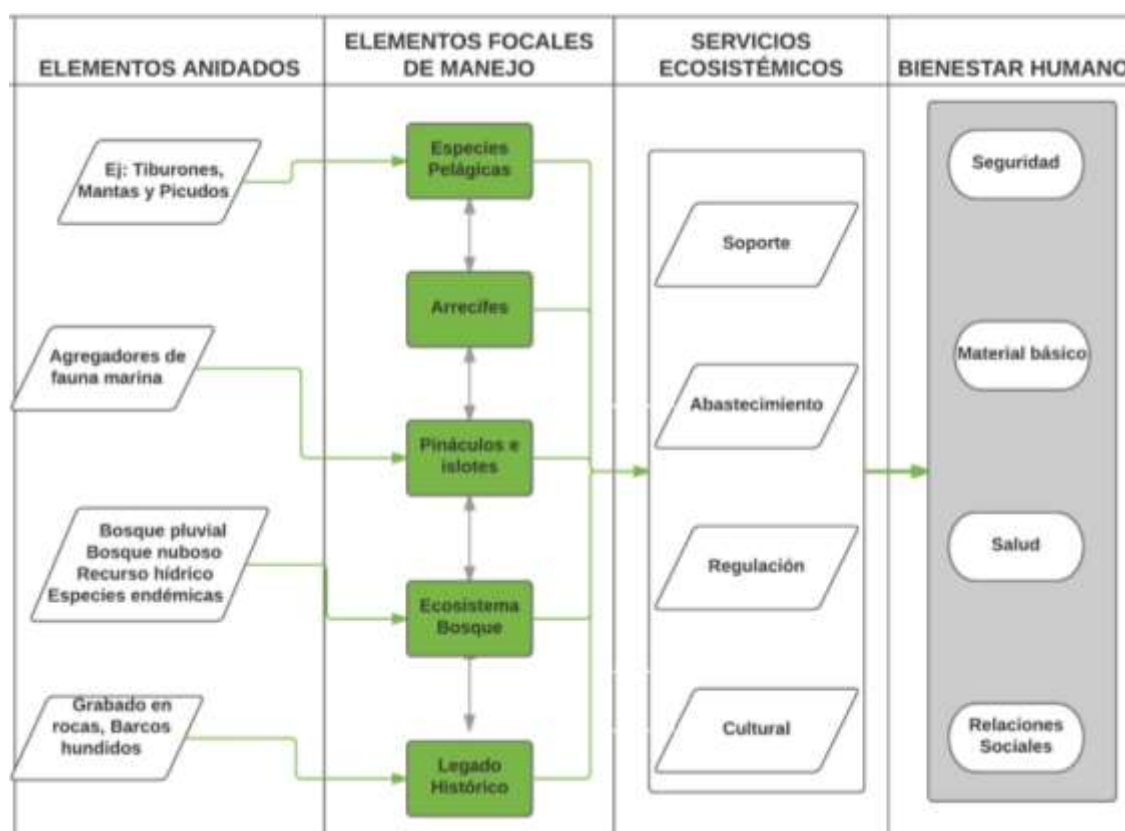 ELEMENTOS ANIDADOS
ELEMENTOS FOCALES
DE MANEJO
SERVICIOS
ECOSISTÉMICOS
BIENESTAR HUMANO
Ej: Tiburones,
Mantas y Picudos
Agregadores de
fauna marina
Bosque pluvial
Bosque nuboso
Recurso hídrico
Especies endémicas
Grabado en
rocas, Barcos
hundidos
Especies
Pelágicas
Arrecifes
Pináculos e
islotes
Ecosistema
Bosque
Legado
Histórico
Soporte
Abastecimiento
Regulación
Cultural
Seguridad
Material básico
Salud
Relaciones
Sociales